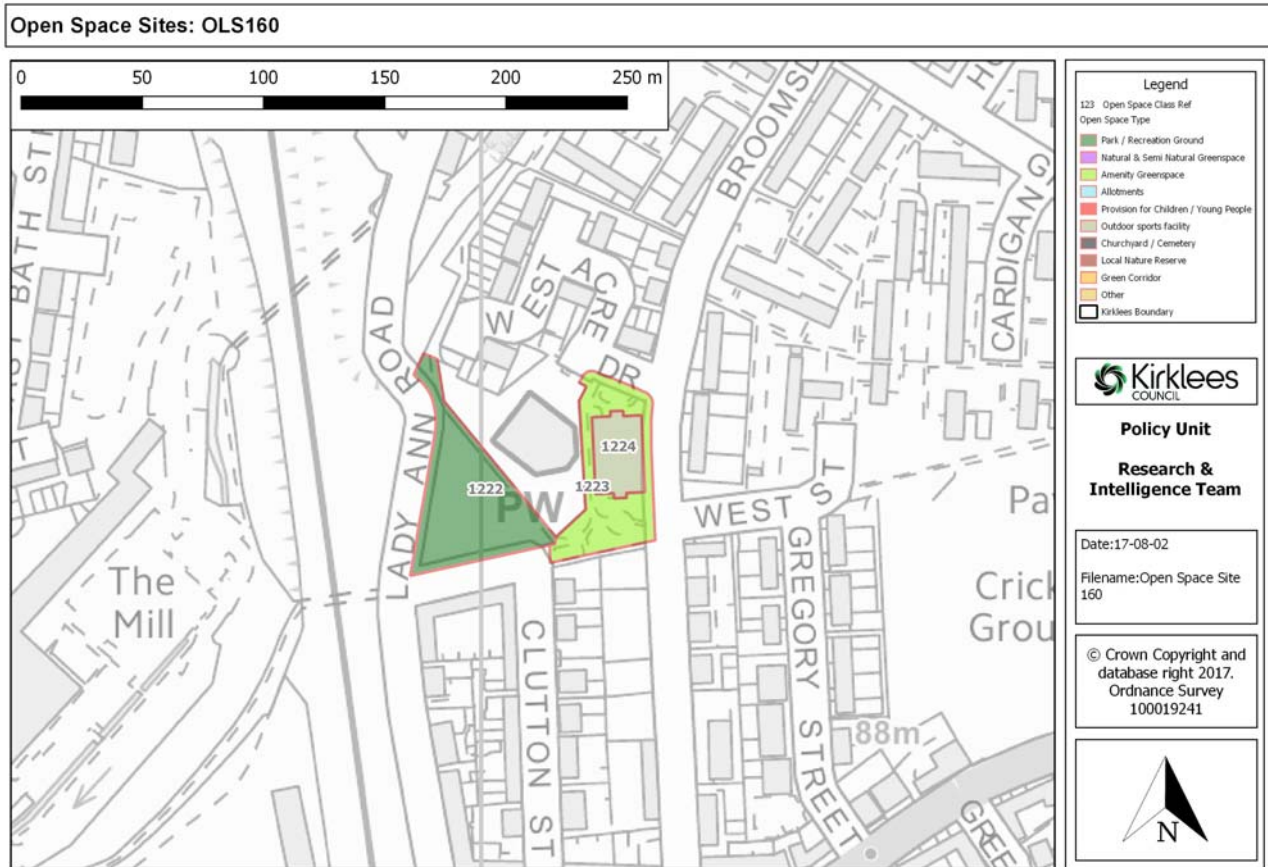 Open Space Sites: OLS160
0 50 100 150 200 250 m
Legend
123 Open Space Class Ref
Open Space Type
Park / Recreation Ground
Natural & Semi Natural Greenspace
Amenity Greenspace
Allotments
Provision for Children / Young People
Outdoor sports facility
Churchyard / Cemetery
Local Nature Reserve
Green Corridor
Other
Kirklees Boundary
Kirklees
COUNCIL
Policy Unit
Research &
Intelligence Team
Date:17-08-02
Filename:Open Space Site
160
© Crown Copyright and
database right 2017.
Ordnance Survey
100019241
N
BATH ST
LADY ANN ROAD
WEST ACRE DR
BROOMSL
CARDIGAN G
1222
1223
1224
PW
WEST ST
GREGORY STREET
CLUTTON ST
The
Mill
Pa
Crick
Grou
88m
GREE